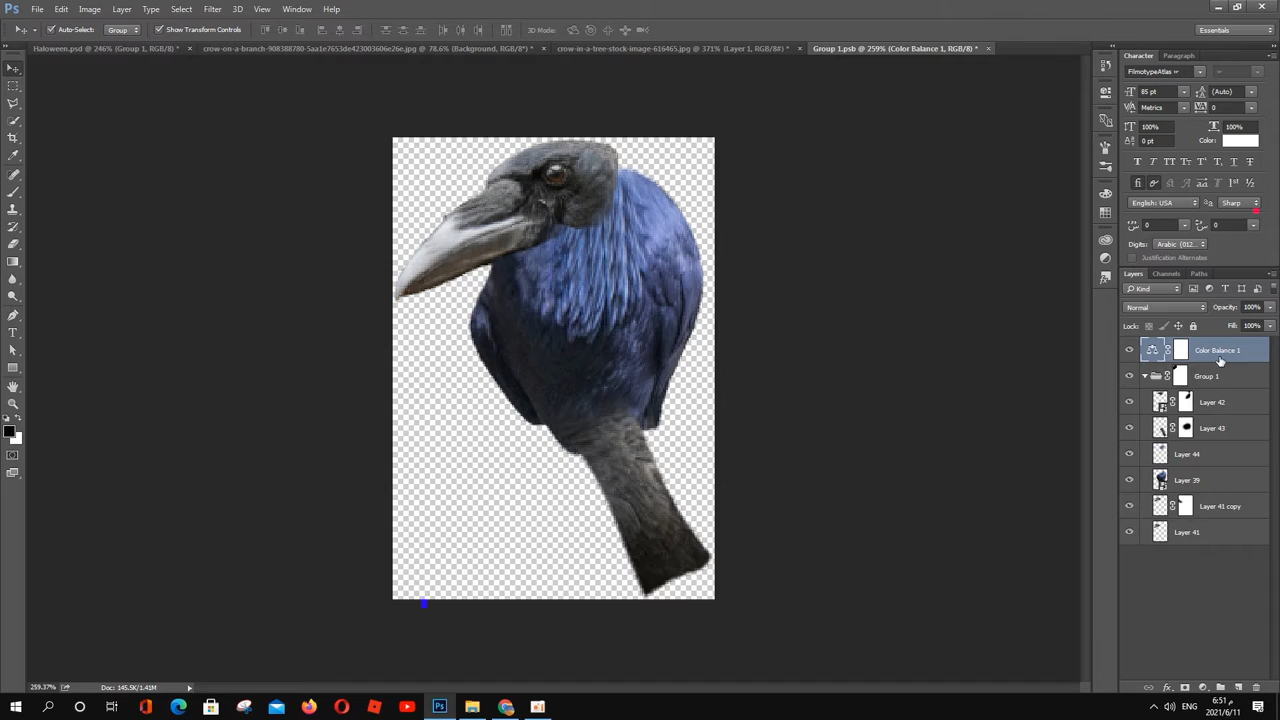 Ps File Edit Image Layer Type Select Filter 3D View Window Help
Auto-Select: Group Show Transform Controls 3D Mode: Essentials
Haloween.psd @ 246% (Group 1, RGB/8) * × crow-on-a-branch-908388780-5aa1e7653de423003606e26e.jpg @ 78.6% (Background, RGB/8*) * × crow-in-a-tree-stock-image-616465.jpg @ 371% (Layer 1, RGB/8#) * × Group 1.psb @ 259% (Color Balance 1, RGB/8) * ×
Character Paragraph
FilmotypeAtlas
85 pt (Auto)
Metrics 0
100% 100%
0 pt Color:
English: USA Sharp
0 0
Digits: Arabic (012...
Justification Alternates
Layers Channels Paths
Kind
Normal Opacity: 100%
Lock: Fill: 100%
Color Balance 1
Group 1
Layer 42
Layer 43
Layer 44
Layer 39
Layer 41 copy
Layer 41
259.37% Doc: 145.5K/1.41M
6:51 م
2021/6/11